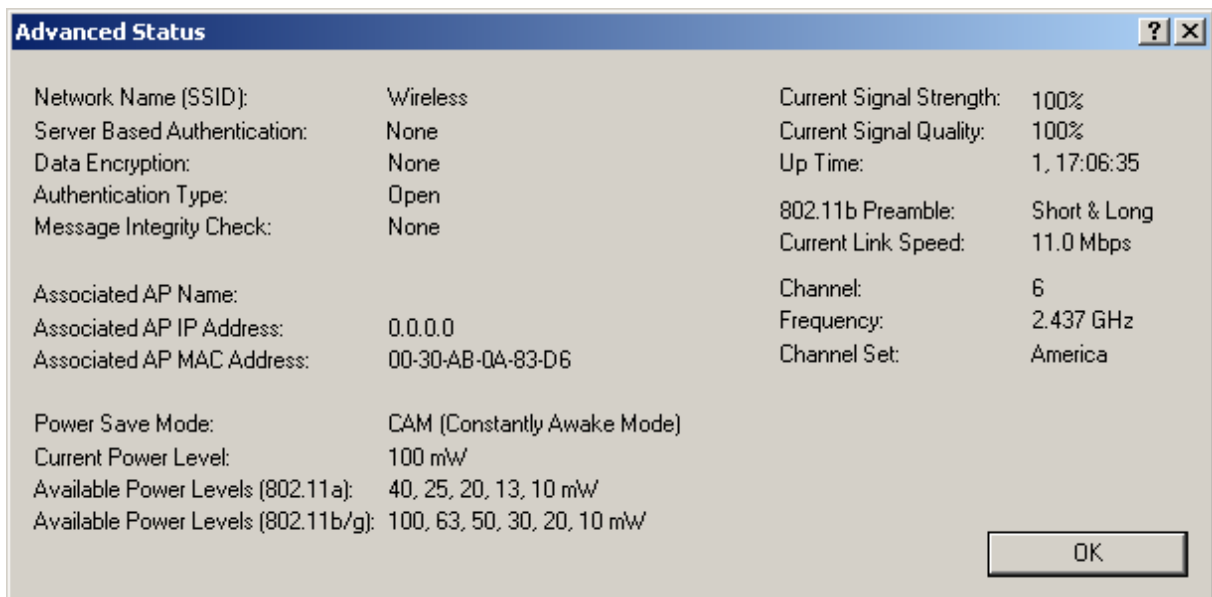 Advanced Status
Network Name (SSID): Wireless
Server Based Authentication: None
Data Encryption: None
Authentication Type: Open
Message Integrity Check: None
Associated AP Name:
Associated AP IP Address: 0.0.0.0
Associated AP MAC Address: 00-30-AB-0A-83-D6
Power Save Mode: CAM (Constantly Awake Mode)
Current Power Level: 100 mW
Available Power Levels (802.11a): 40, 25, 20, 13, 10 mW
Available Power Levels (802.11b/g): 100, 63, 50, 30, 20, 10 mW
Current Signal Strength: 100%
Current Signal Quality: 100%
Up Time: 1, 17:06:35
802.11b Preamble: Short & Long
Current Link Speed: 11.0 Mbps
Channel: 6
Frequency: 2.437 GHz
Channel Set: America
OK